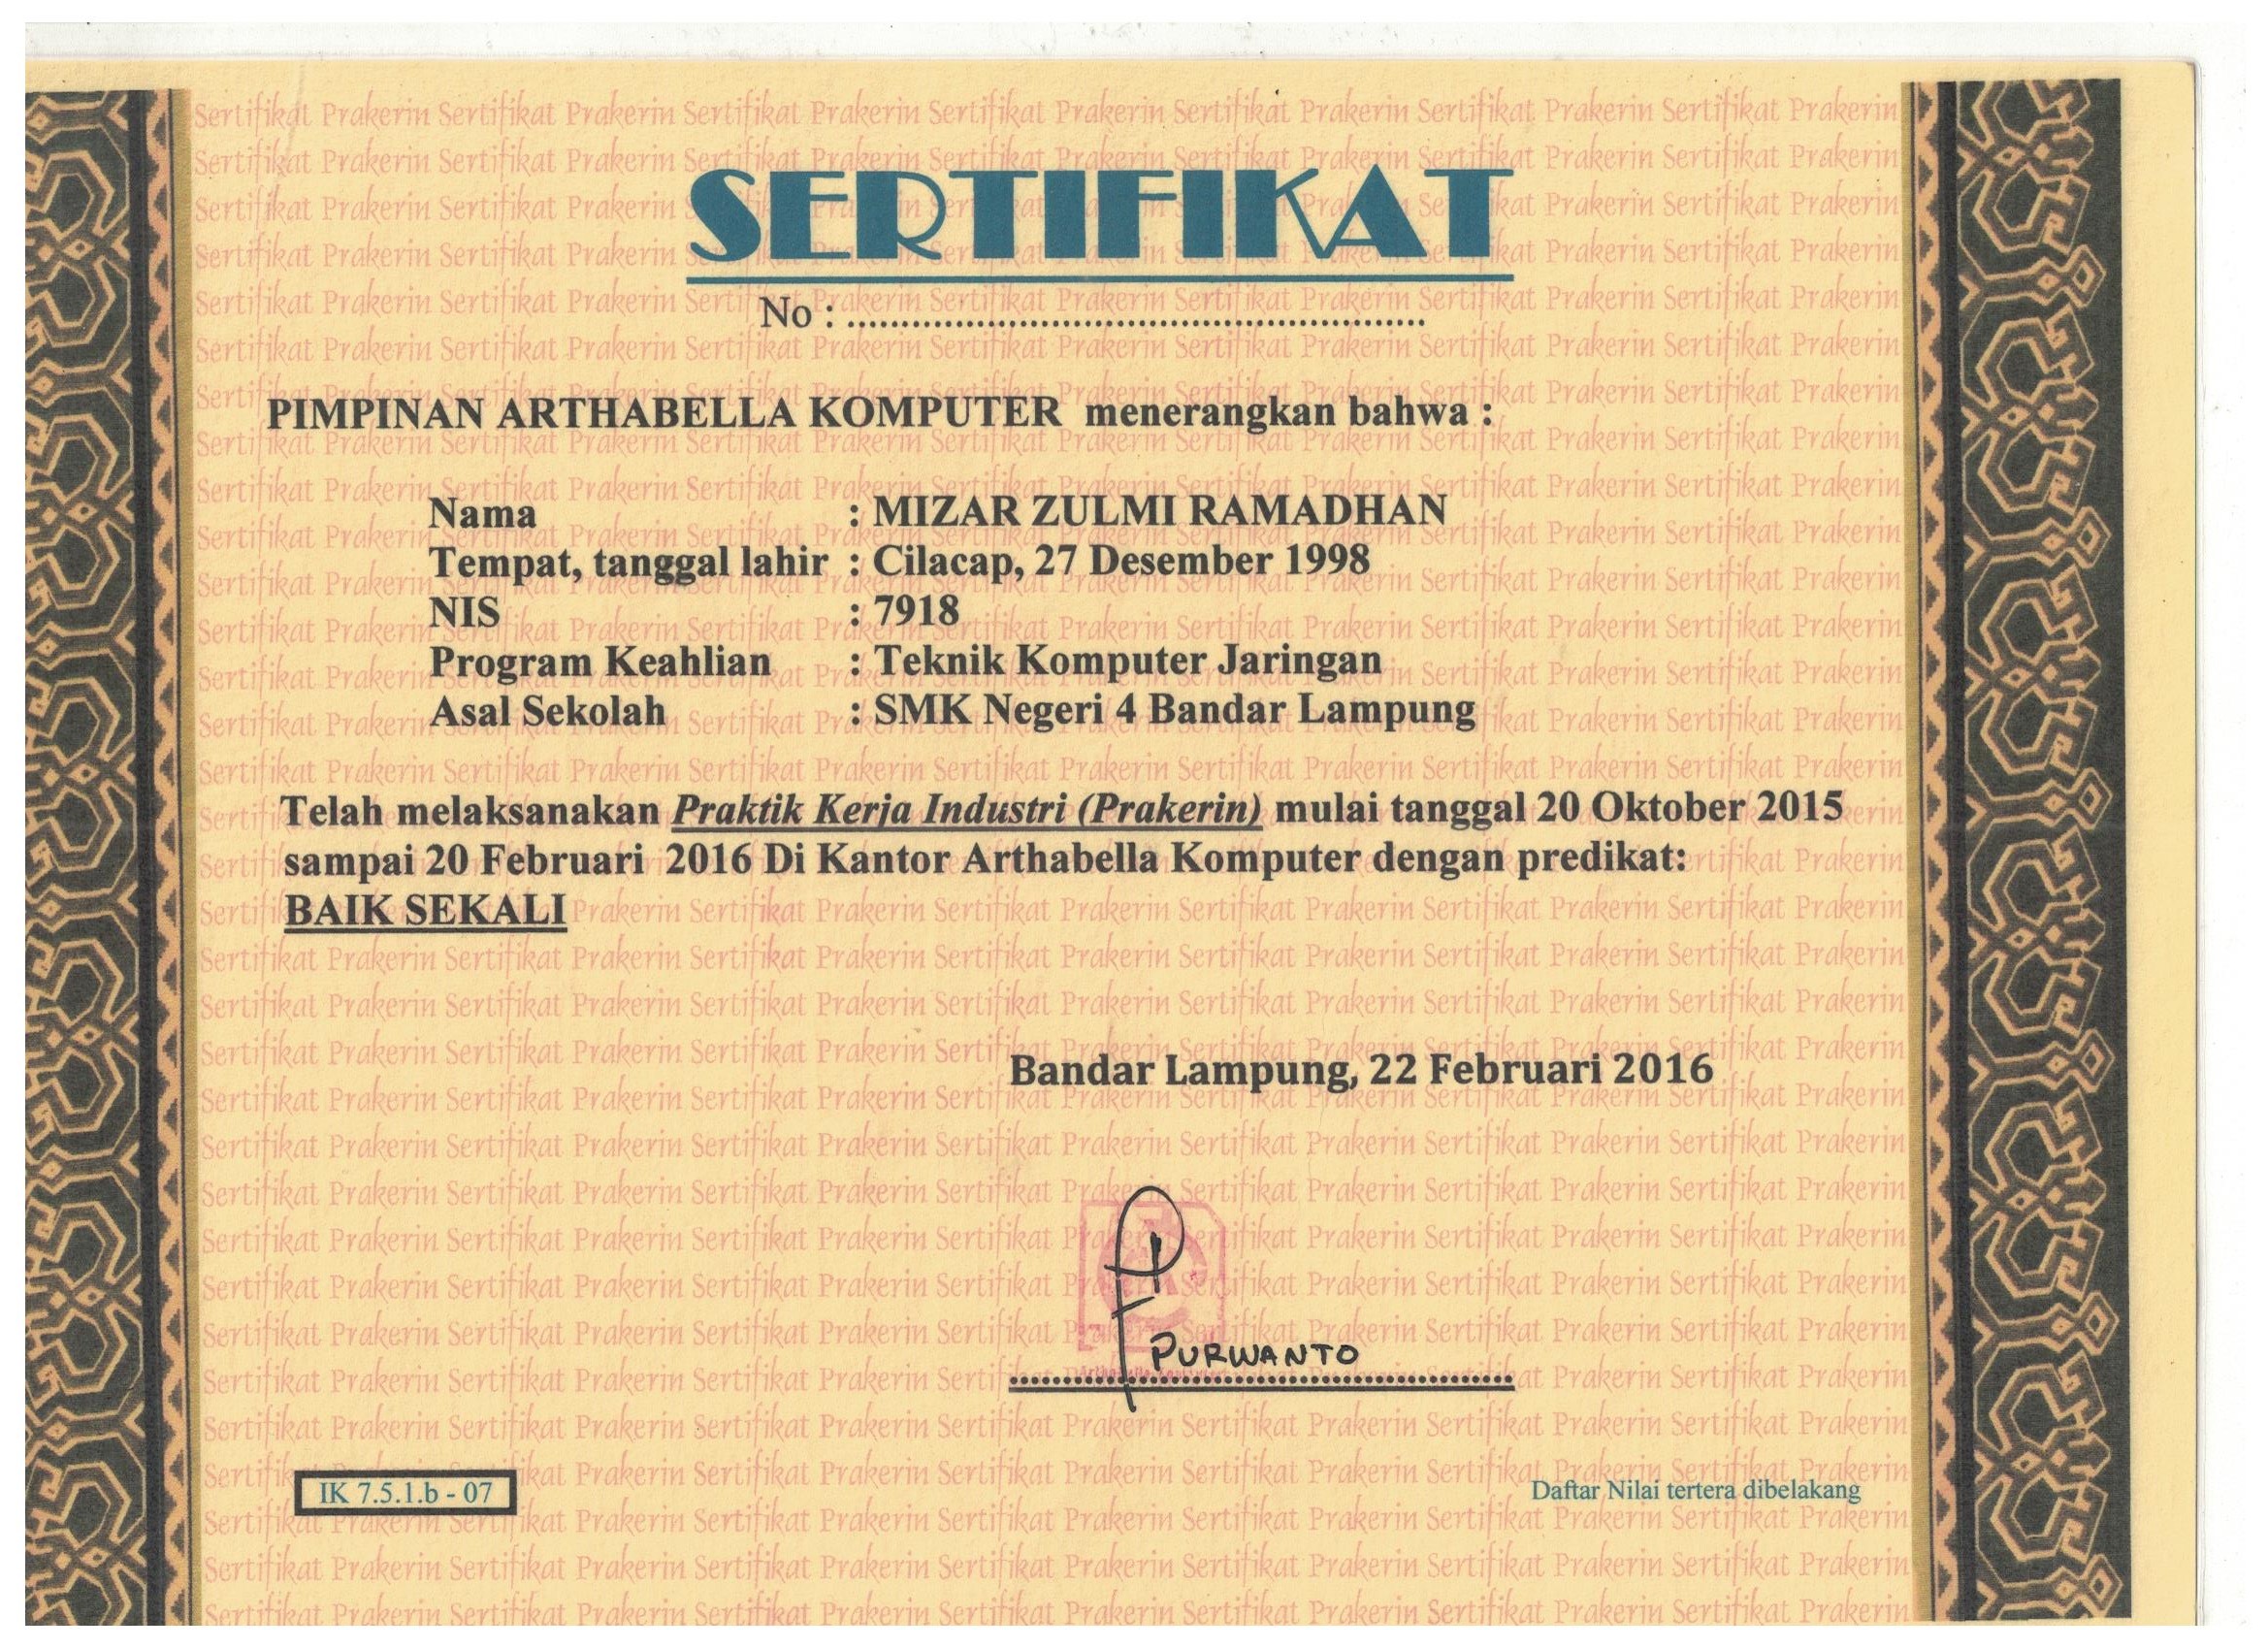 SERTIFIKAT
No : ........................................................
PIMPINAN ARTHABELLA KOMPUTER menerangkan bahwa :
Nama : MIZAR ZULMI RAMADHAN
Tempat, tanggal lahir : Cilacap, 27 Desember 1998
NIS : 7918
Program Keahlian : Teknik Komputer Jaringan
Asal Sekolah : SMK Negeri 4 Bandar Lampung
Telah melaksanakan Praktik Kerja Industri (Prakerin) mulai tanggal 20 Oktober 2015
sampai 20 Februari 2016 Di Kantor Arthabella Komputer dengan predikat:
BAIK SEKALI
Bandar Lampung, 22 Februari 2016
PURWANTO
IK 7.5.1.b - 07
Daftar Nilai tertera dibelakang